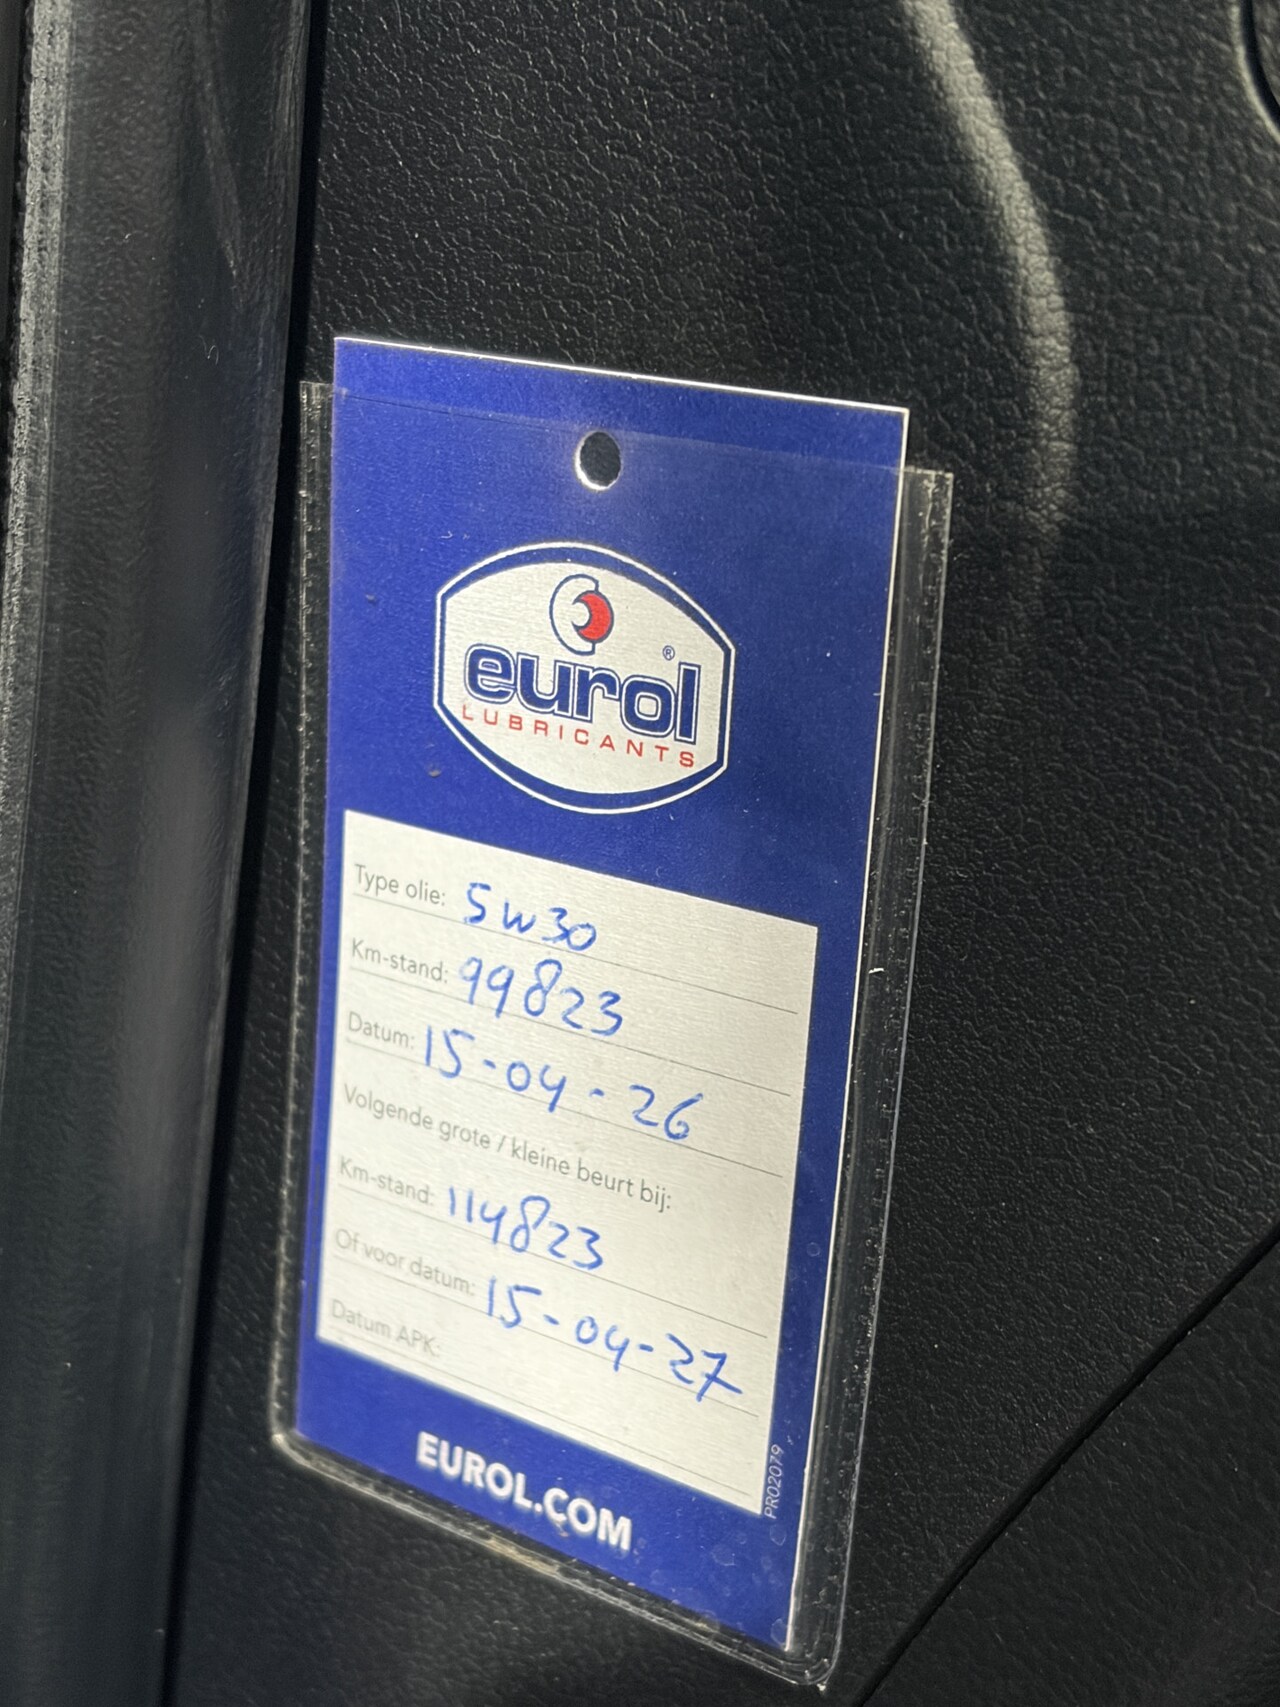 eurol®
LUBRICANTS
Type olie: 5w30
Km-stand: 99823
Datum: 15-04-26
Volgende grote / kleine beurt bij:
Km-stand: 114823
Of voor datum: 15-04-27
Datum APK:
PR02079
EUROL.COM